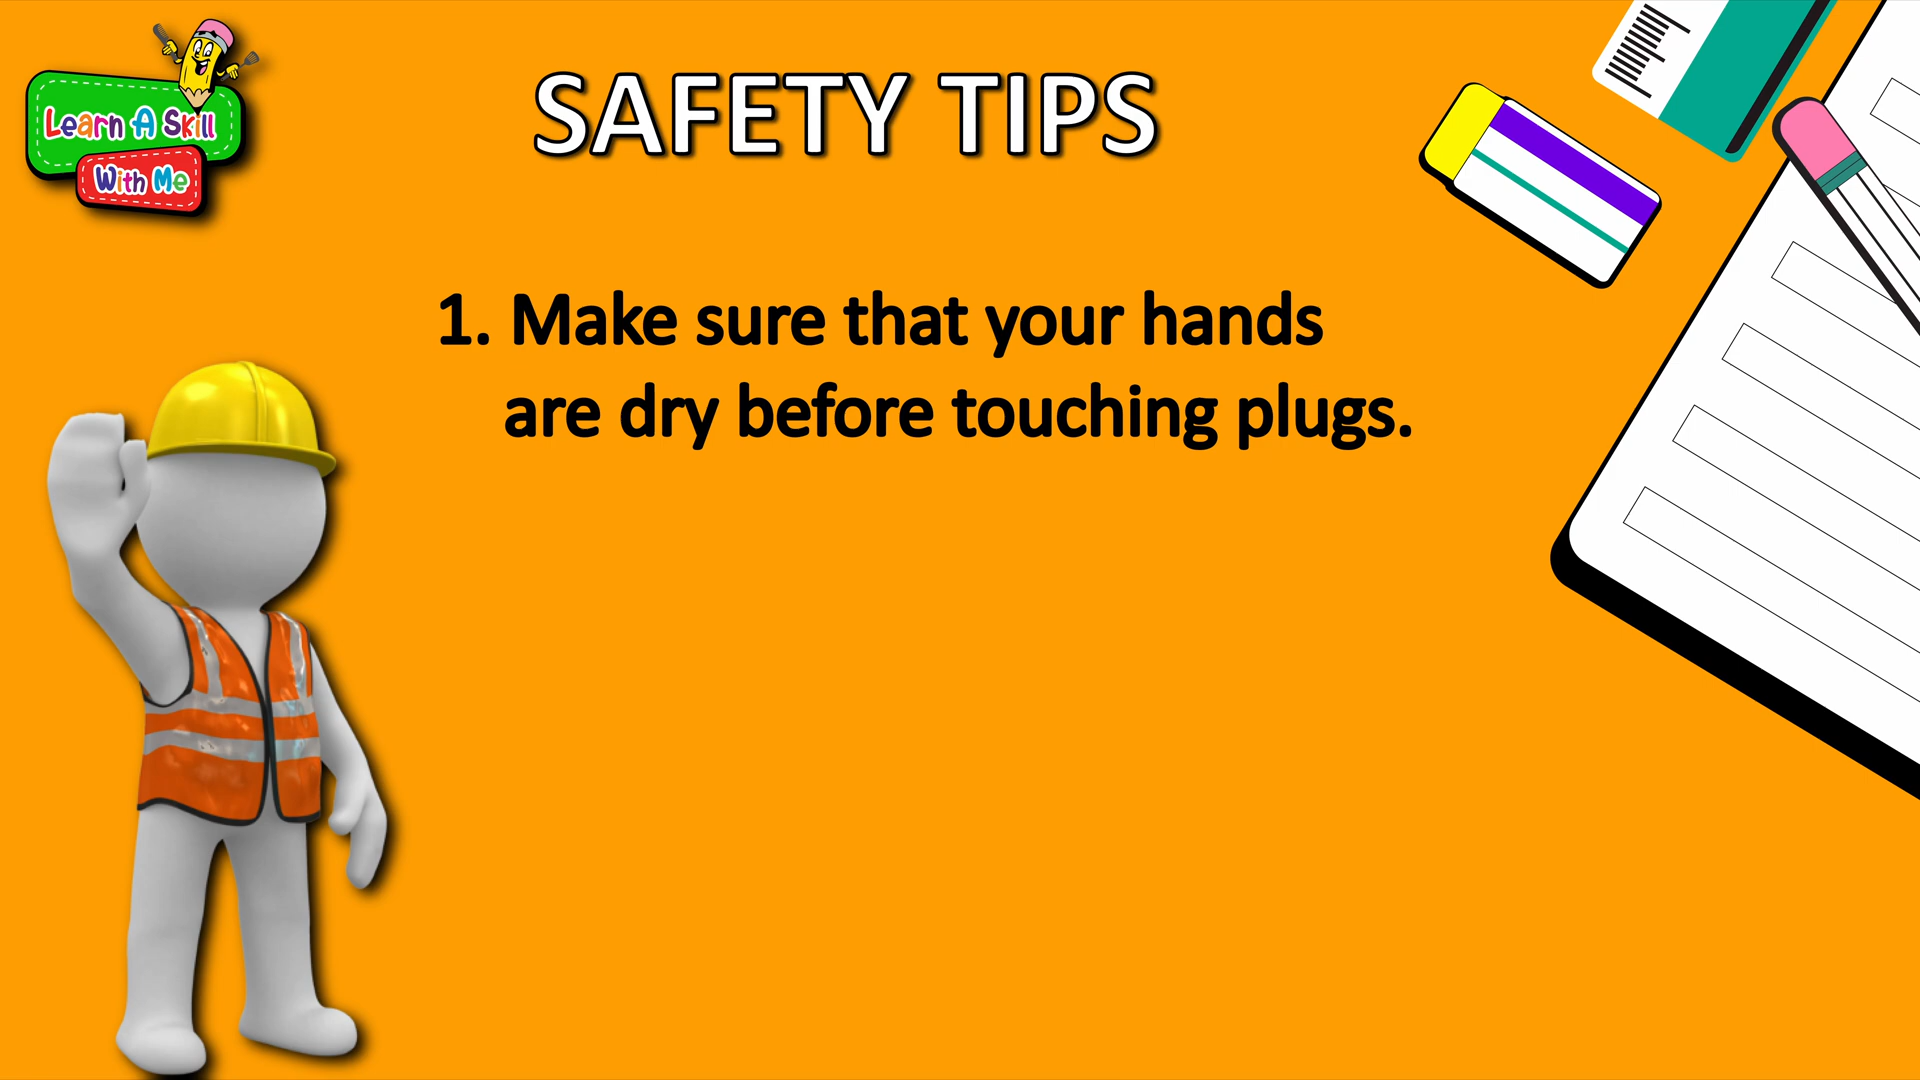 Learn A Skill
With Me
SAFETY TIPS
1. Make sure that your hands
are dry before touching plugs.